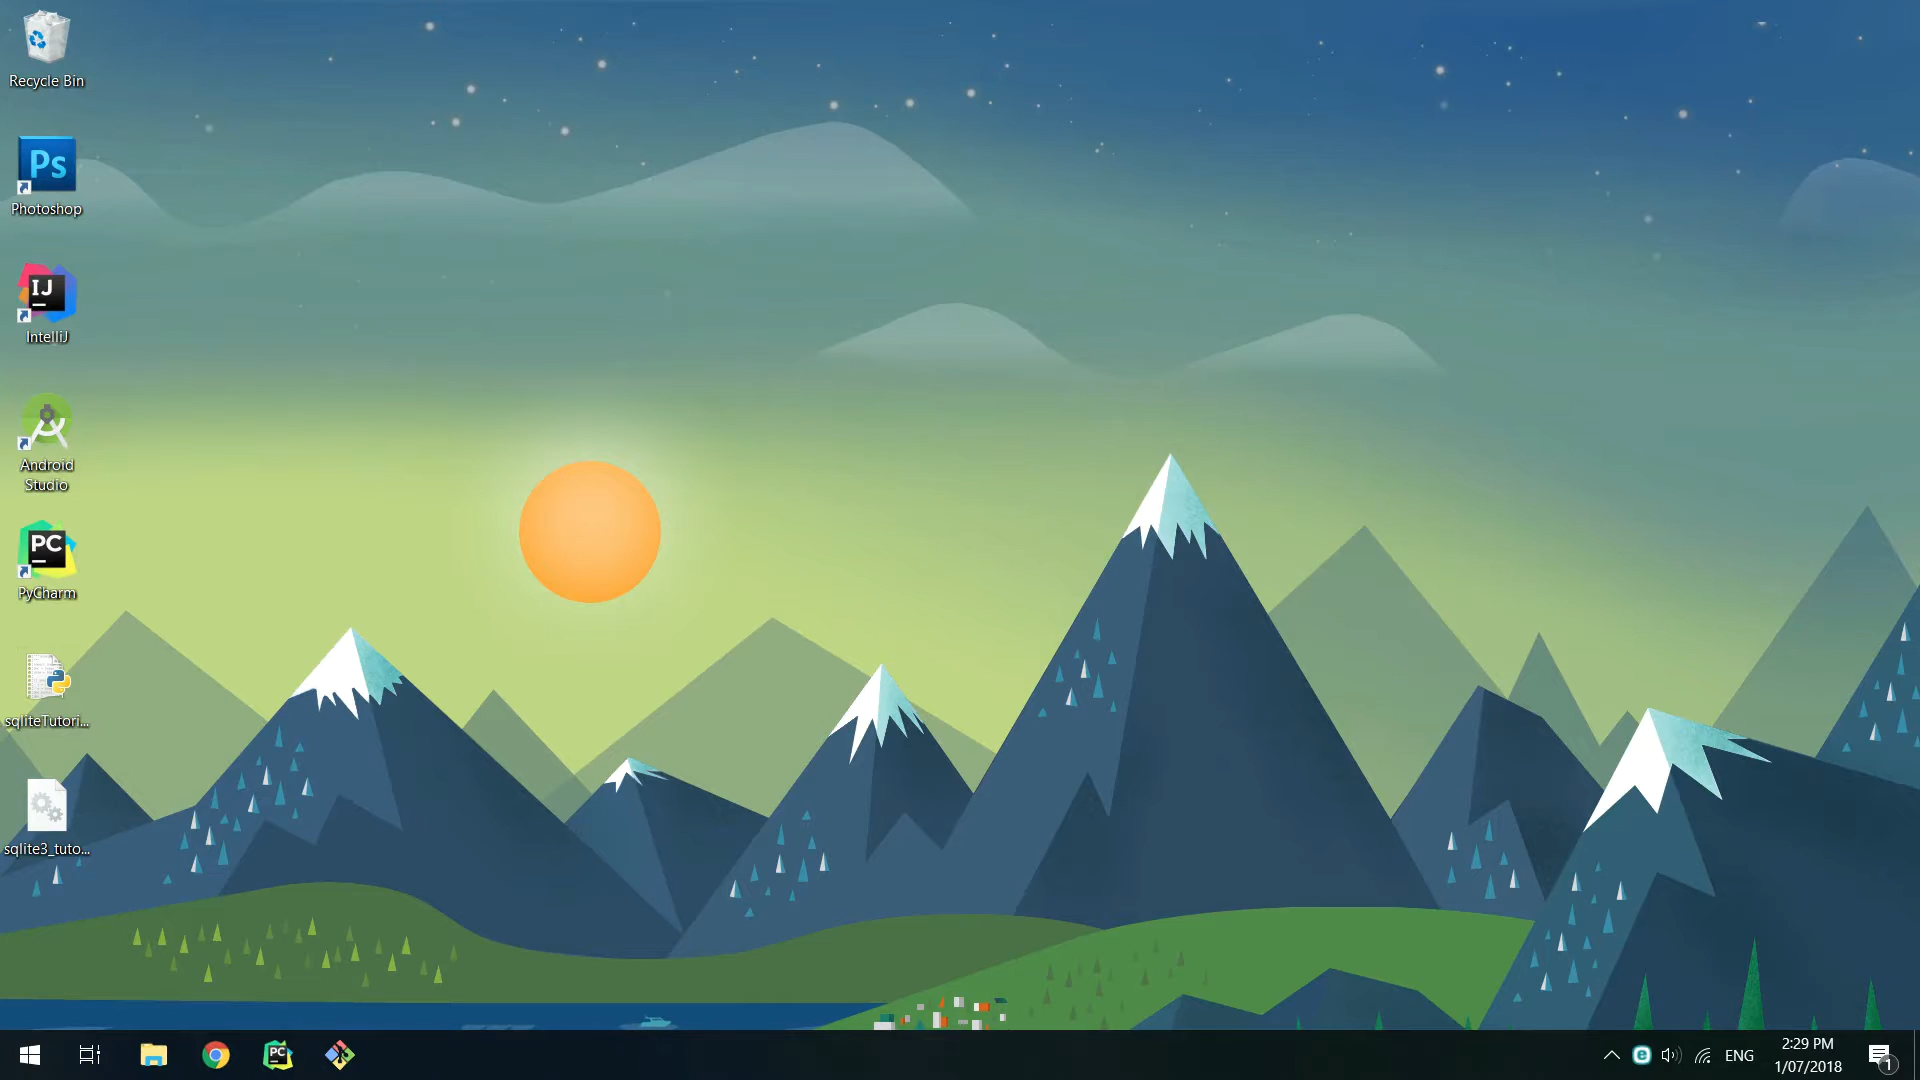 Recycle Bin
Ps
Photoshop
IJ
IntelliJ
Android
Studio
PC
PyCharm
sqliteTutori...
sqlite3_tuto...
PC
e
ENG
2:29 PM
1/07/2018
1